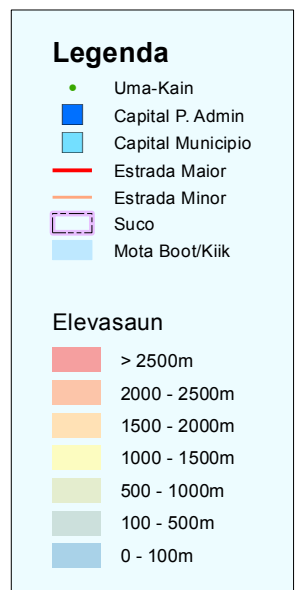 Legenda
Uma-Kain
Capital P. Admin
Capital Municipio
Estrada Maior
Estrada Minor
Suco
Mota Boot/Kiik
Elevasaun
> 2500m
2000 - 2500m
1500 - 2000m
1000 - 1500m
500 - 1000m
100 - 500m
0 - 100m